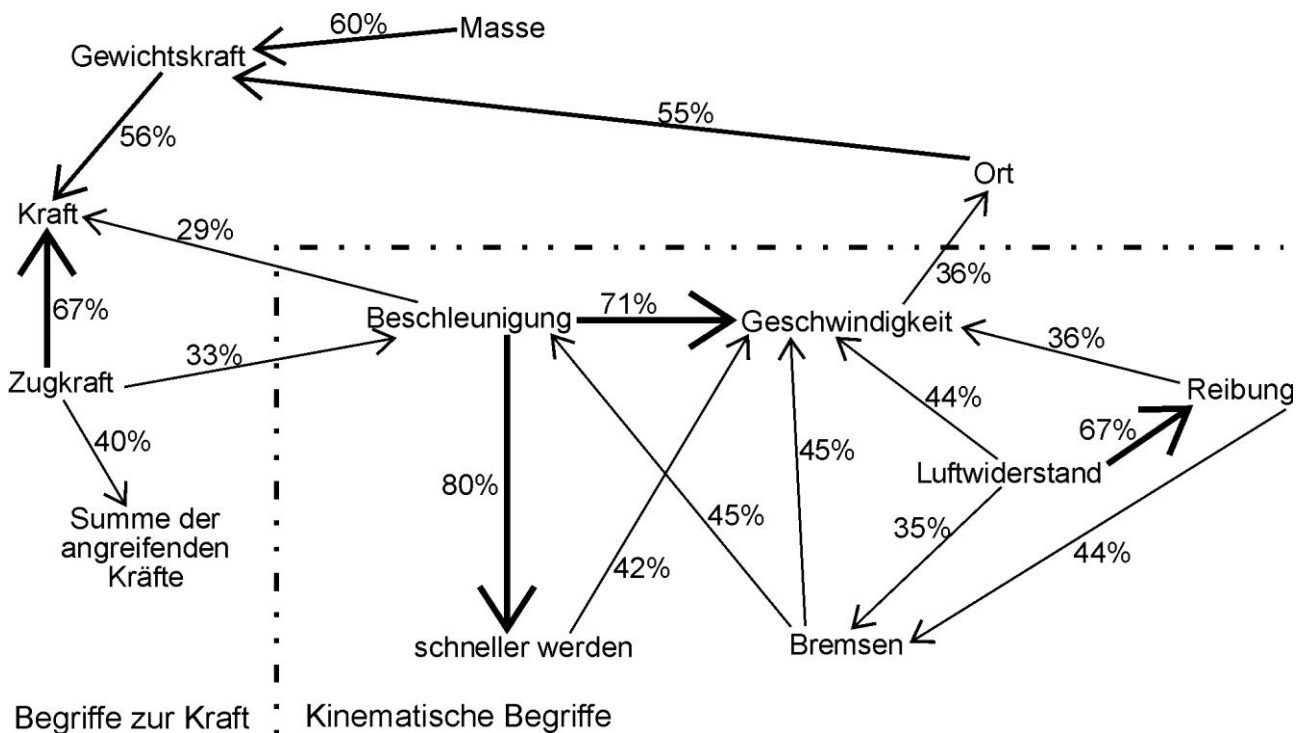 60%
Masse
Gewichtskraft
56%
55%
Ort
Kraft
29%
36%
67%
Beschleunigung
71%
Geschwindigkeit
33%
36%
Zugkraft
Reibung
44%
40%
67%
45%
Luftwiderstand
80%
Summe der
angreifenden
Kräfte
45%
35%
44%
42%
schneller werden
Bremsen
Begriffe zur Kraft
Kinematische Begriffe